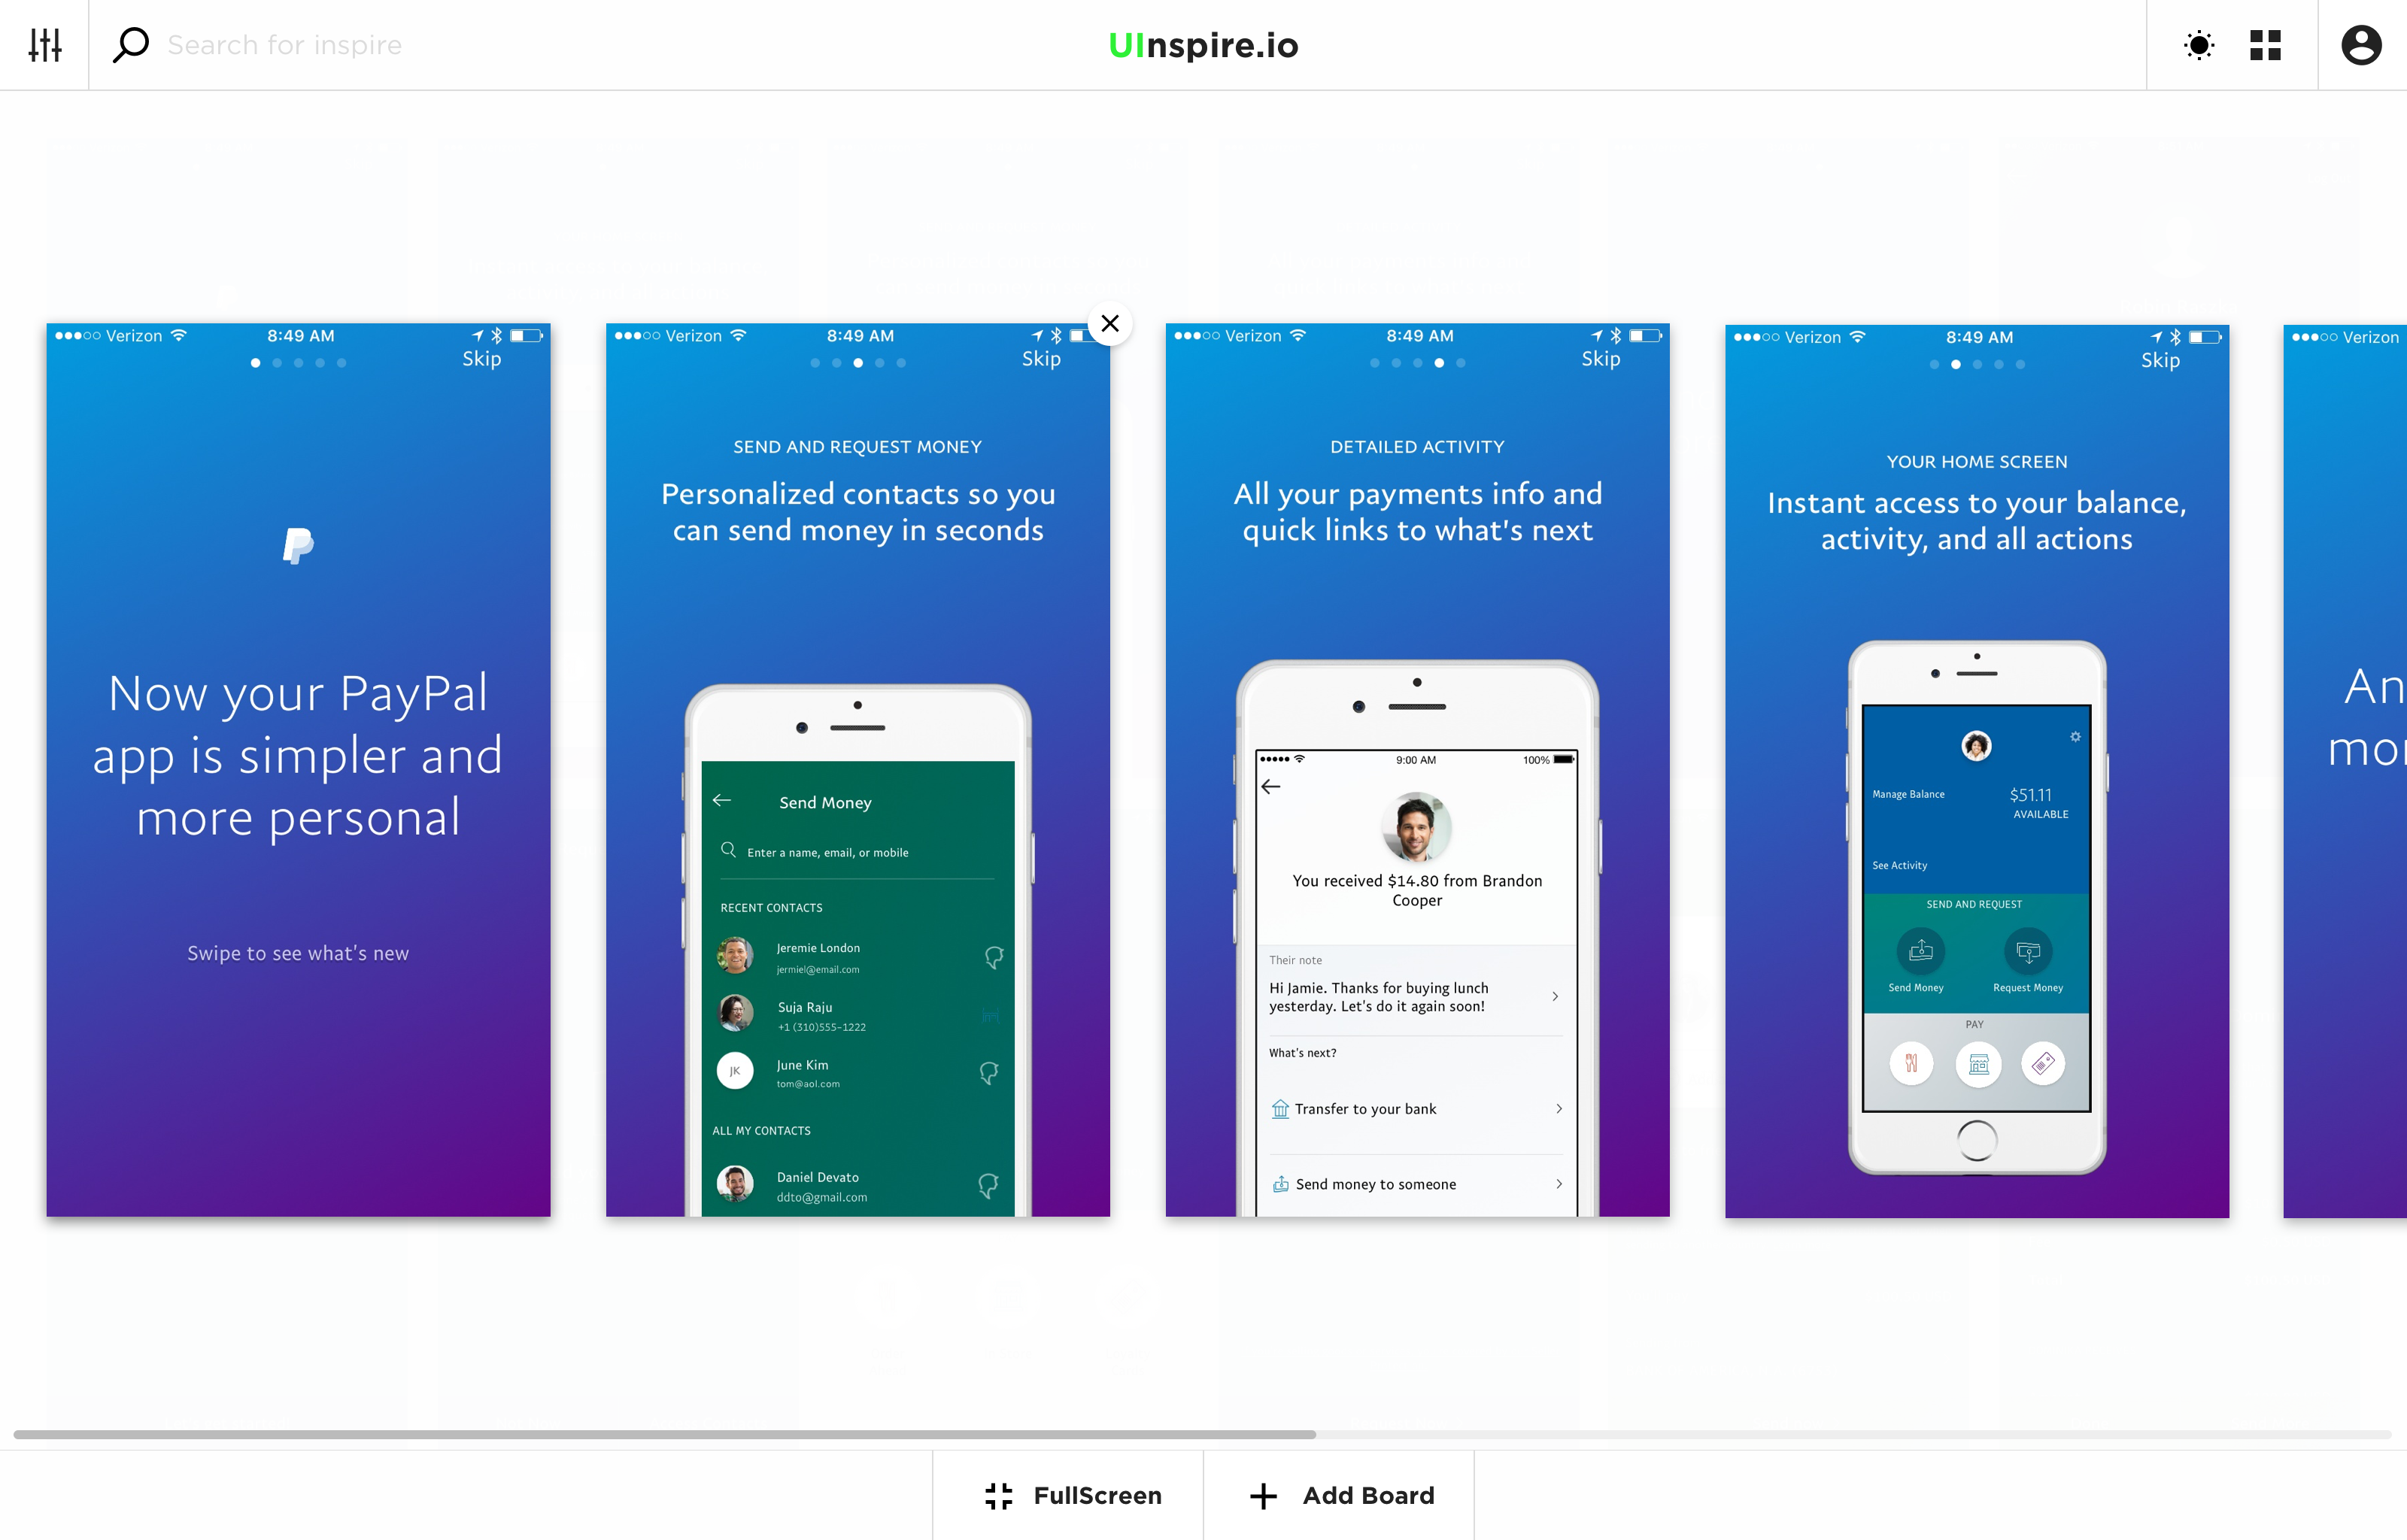 Search for inspire
UInspire.io
Verizon
8:49 AM
Skip
Now your PayPal
app is simpler and
more personal
Swipe to see what's new
Verizon
8:49 AM
Skip
SEND AND REQUEST MONEY
Personalized contacts so you
can send money in seconds
Send Money
Enter a name, email, or mobile
RECENT CONTACTS
Jeremie London
jermiel@email.com
Suja Raju
+1 (310)555-1222
JK
June Kim
tom@aol.com
ALL MY CONTACTS
Daniel Devato
ddto@gmail.com
Verizon
8:49 AM
Skip
DETAILED ACTIVITY
All your payments info and
quick links to what's next
9:00 AM
100%
You received $14.80 from Brandon
Cooper
Their note
Hi Jamie. Thanks for buying lunch
yesterday. Let's do it again soon!
What's next?
Transfer to your bank
Send money to someone
Verizon
8:49 AM
Skip
YOUR HOME SCREEN
Instant access to your balance,
activity, and all actions
Manage Balance
$51.11
AVAILABLE
See Activity
SEND AND REQUEST
Send Money
Request Money
PAY
Verizon
An
mor
FullScreen
Add Board